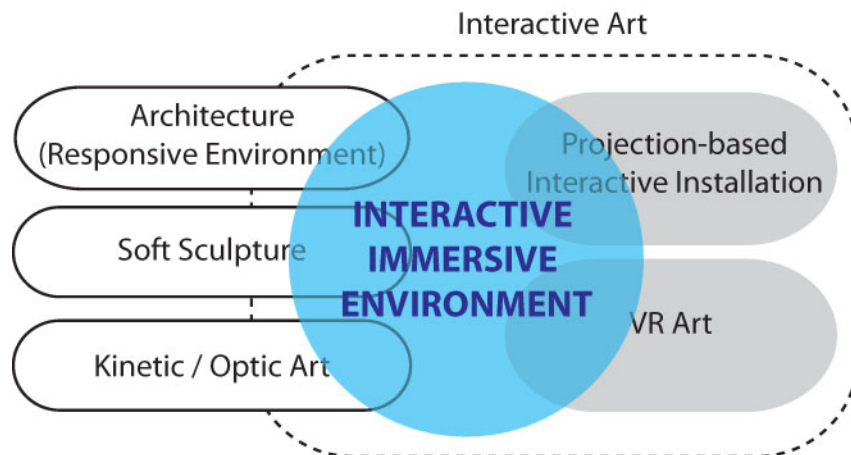 Interactive Art
Architecture
(Responsive Environment)
Projection-based
Interactive Installation
INTERACTIVE
IMMERSIVE
ENVIRONMENT
Soft Sculpture
VR Art
Kinetic / Optic Art